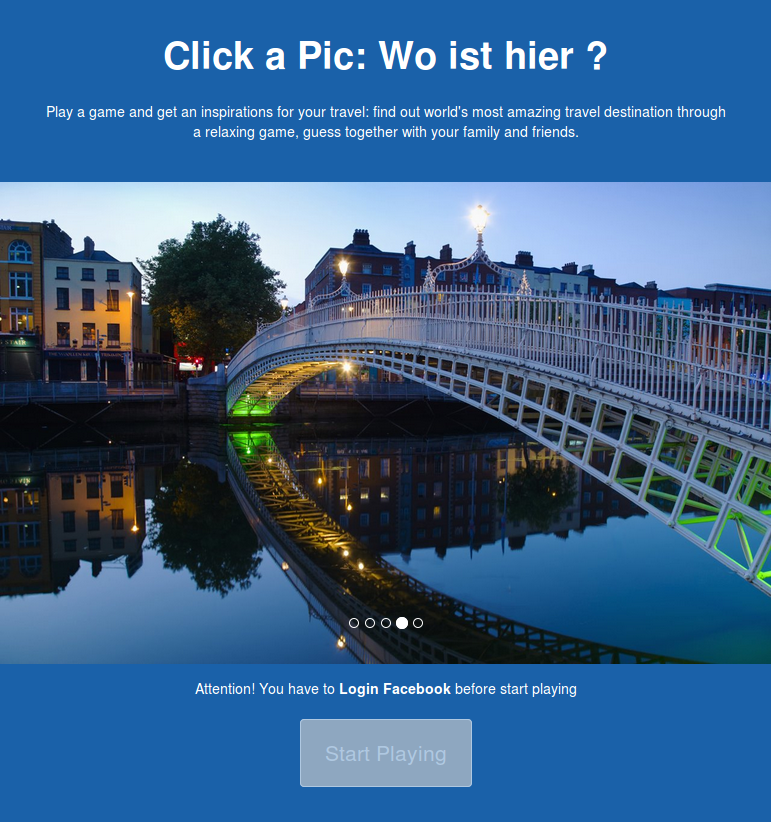 Click a Pic: Wo ist hier ?
Play a game and get an inspirations for your travel: find out world's most amazing travel destination through
a relaxing game, guess together with your family and friends.
Attention! You have to Login Facebook before start playing
Start Playing